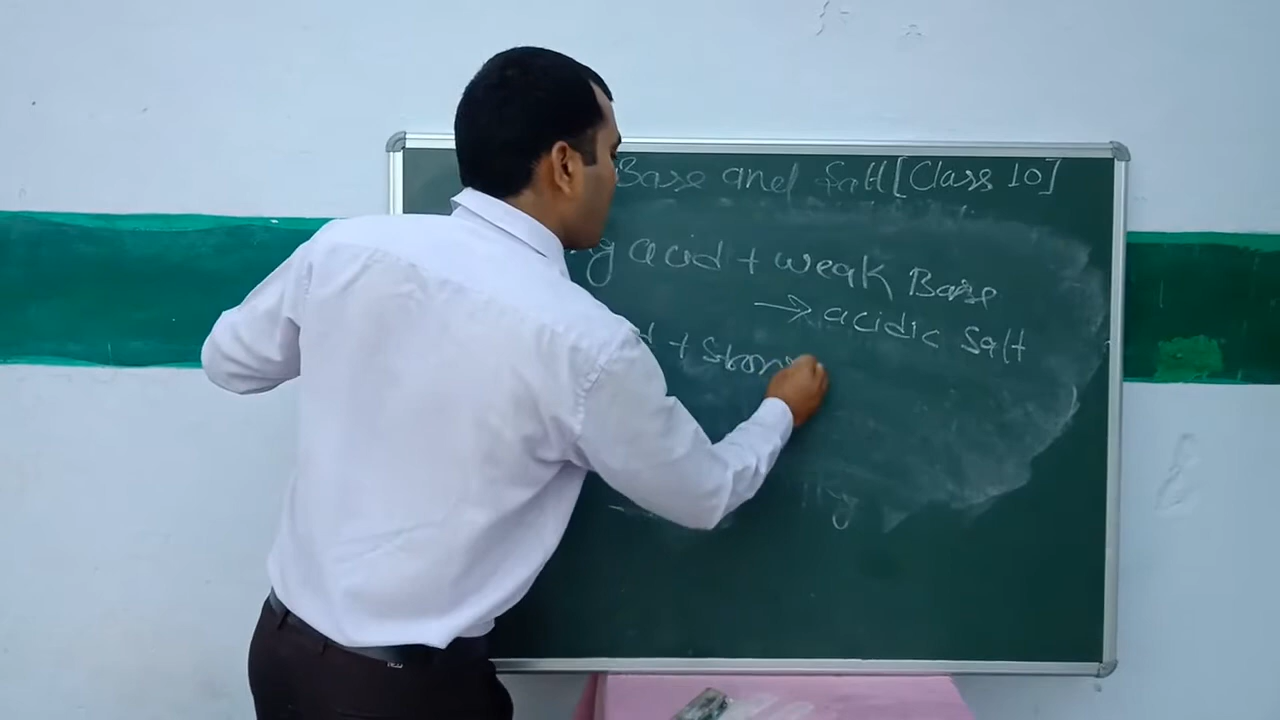 Base and Salt [Class 10]
acid + weak Base
→ acidic Salt
+ Stron